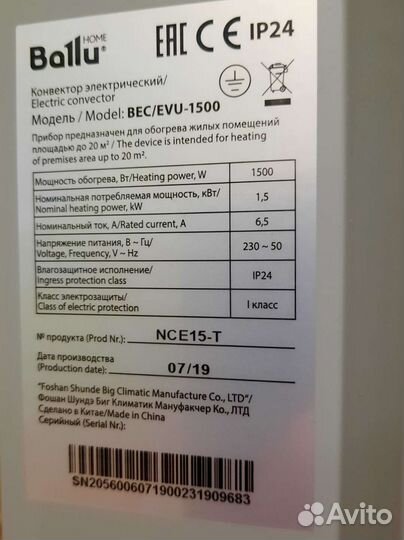 HOME
Ballu®
EAC CE IP24
Конвектор электрический/
Electric convector
Модель / Model: BEC/EVU-1500
Прибор предназначен для обогрева жилых помещений
площадью до 20 м² / The device is intended for heating
of premises area up to 20 m².
Мощность обогрева, Вт/Heating power, W 1500
Номинальная потребляемая мощность, кВт/
Nominal heating power, kW 1,5
Номинальный ток, А/Rated current, A 6,5
Напряжение питания, В ~ Гц/
Voltage, Frequency, V ~ Hz 230 ~ 50
Влагозащитное исполнение/
Ingress protection class IP24
Класс электрозащиты/
Class of electric protection I класс
№ продукта (Prod Nr.): NCE15-T
Дата производства
(Production date): 07/19
"Foshan Shunde Big Climatic Manufacture Co., LTD"/
Фошан Шундэ Биг Климатик Мануфакчер Ко., ЛТД
Сделано в Китае/Made in China
Серийный (Serial Nr.):
SN2056006071900231909683
Avito